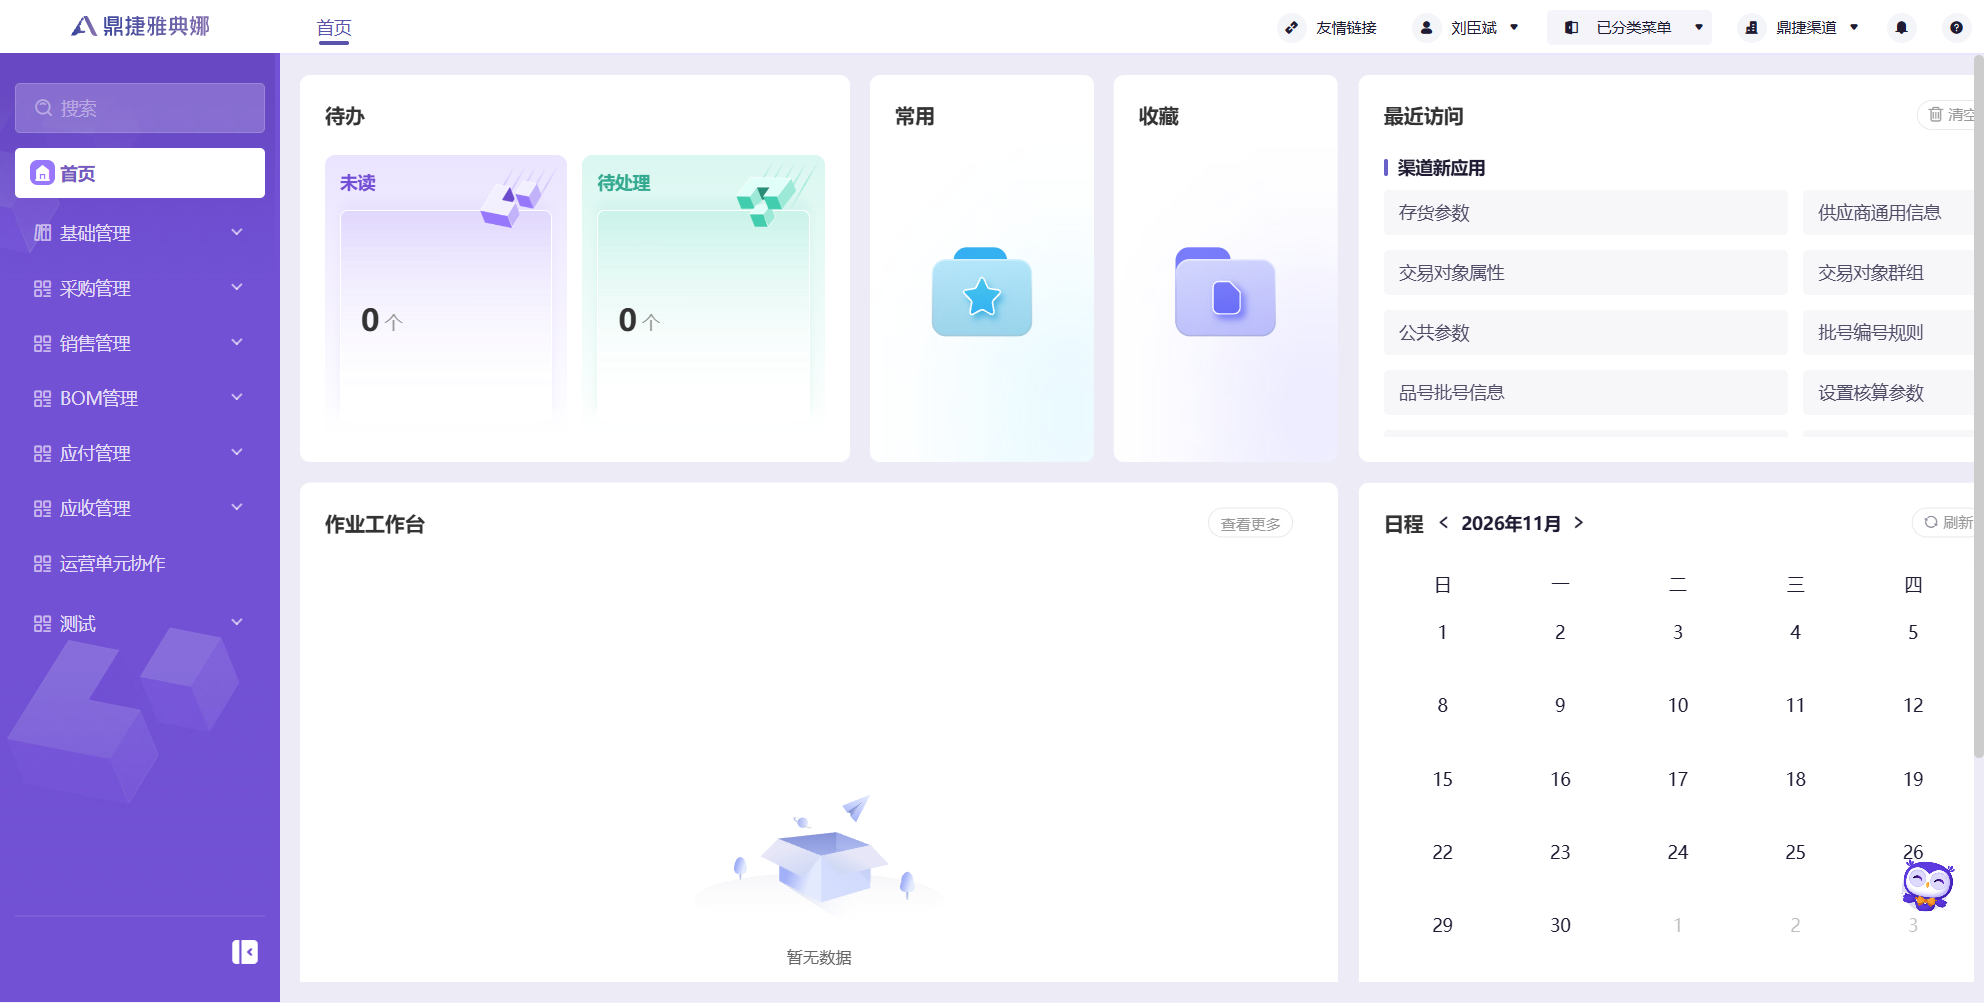 鼎捷雅典娜
首页
友情链接
刘臣斌
已分类菜单
鼎捷渠道
搜索
首页
基础管理
采购管理
销售管理
BOM管理
应付管理
应收管理
运营单元协作
测试
待办
未读
0个
待处理
0个
常用
收藏
最近访问
清空
渠道新应用
存货参数
供应商通用信息
交易对象属性
交易对象群组
公共参数
批号编号规则
品号批号信息
设置核算参数
作业工作台
查看更多
暂无数据
日程 < 2026年11月 >
刷新
日 一 二 三 四
1 2 3 4 5
8 9 10 11 12
15 16 17 18 19
22 23 24 25 26
29 30 1 2 3